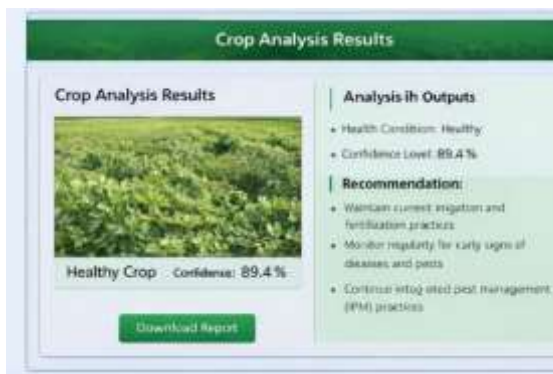 Crop Analysis Results
Crop Analysis Results
Healthy Crop Confidence: 89.4%
Download Report
Analysis ih Outputs
• Health Condition: Healthy
• Confidence Level: 89.4%
Recommendation:
• Waintain current irrigation and
fertilization practices
• Monitor regularly for early signs of
diseases and pests
• Continue integrated pest management
(IPM) practices